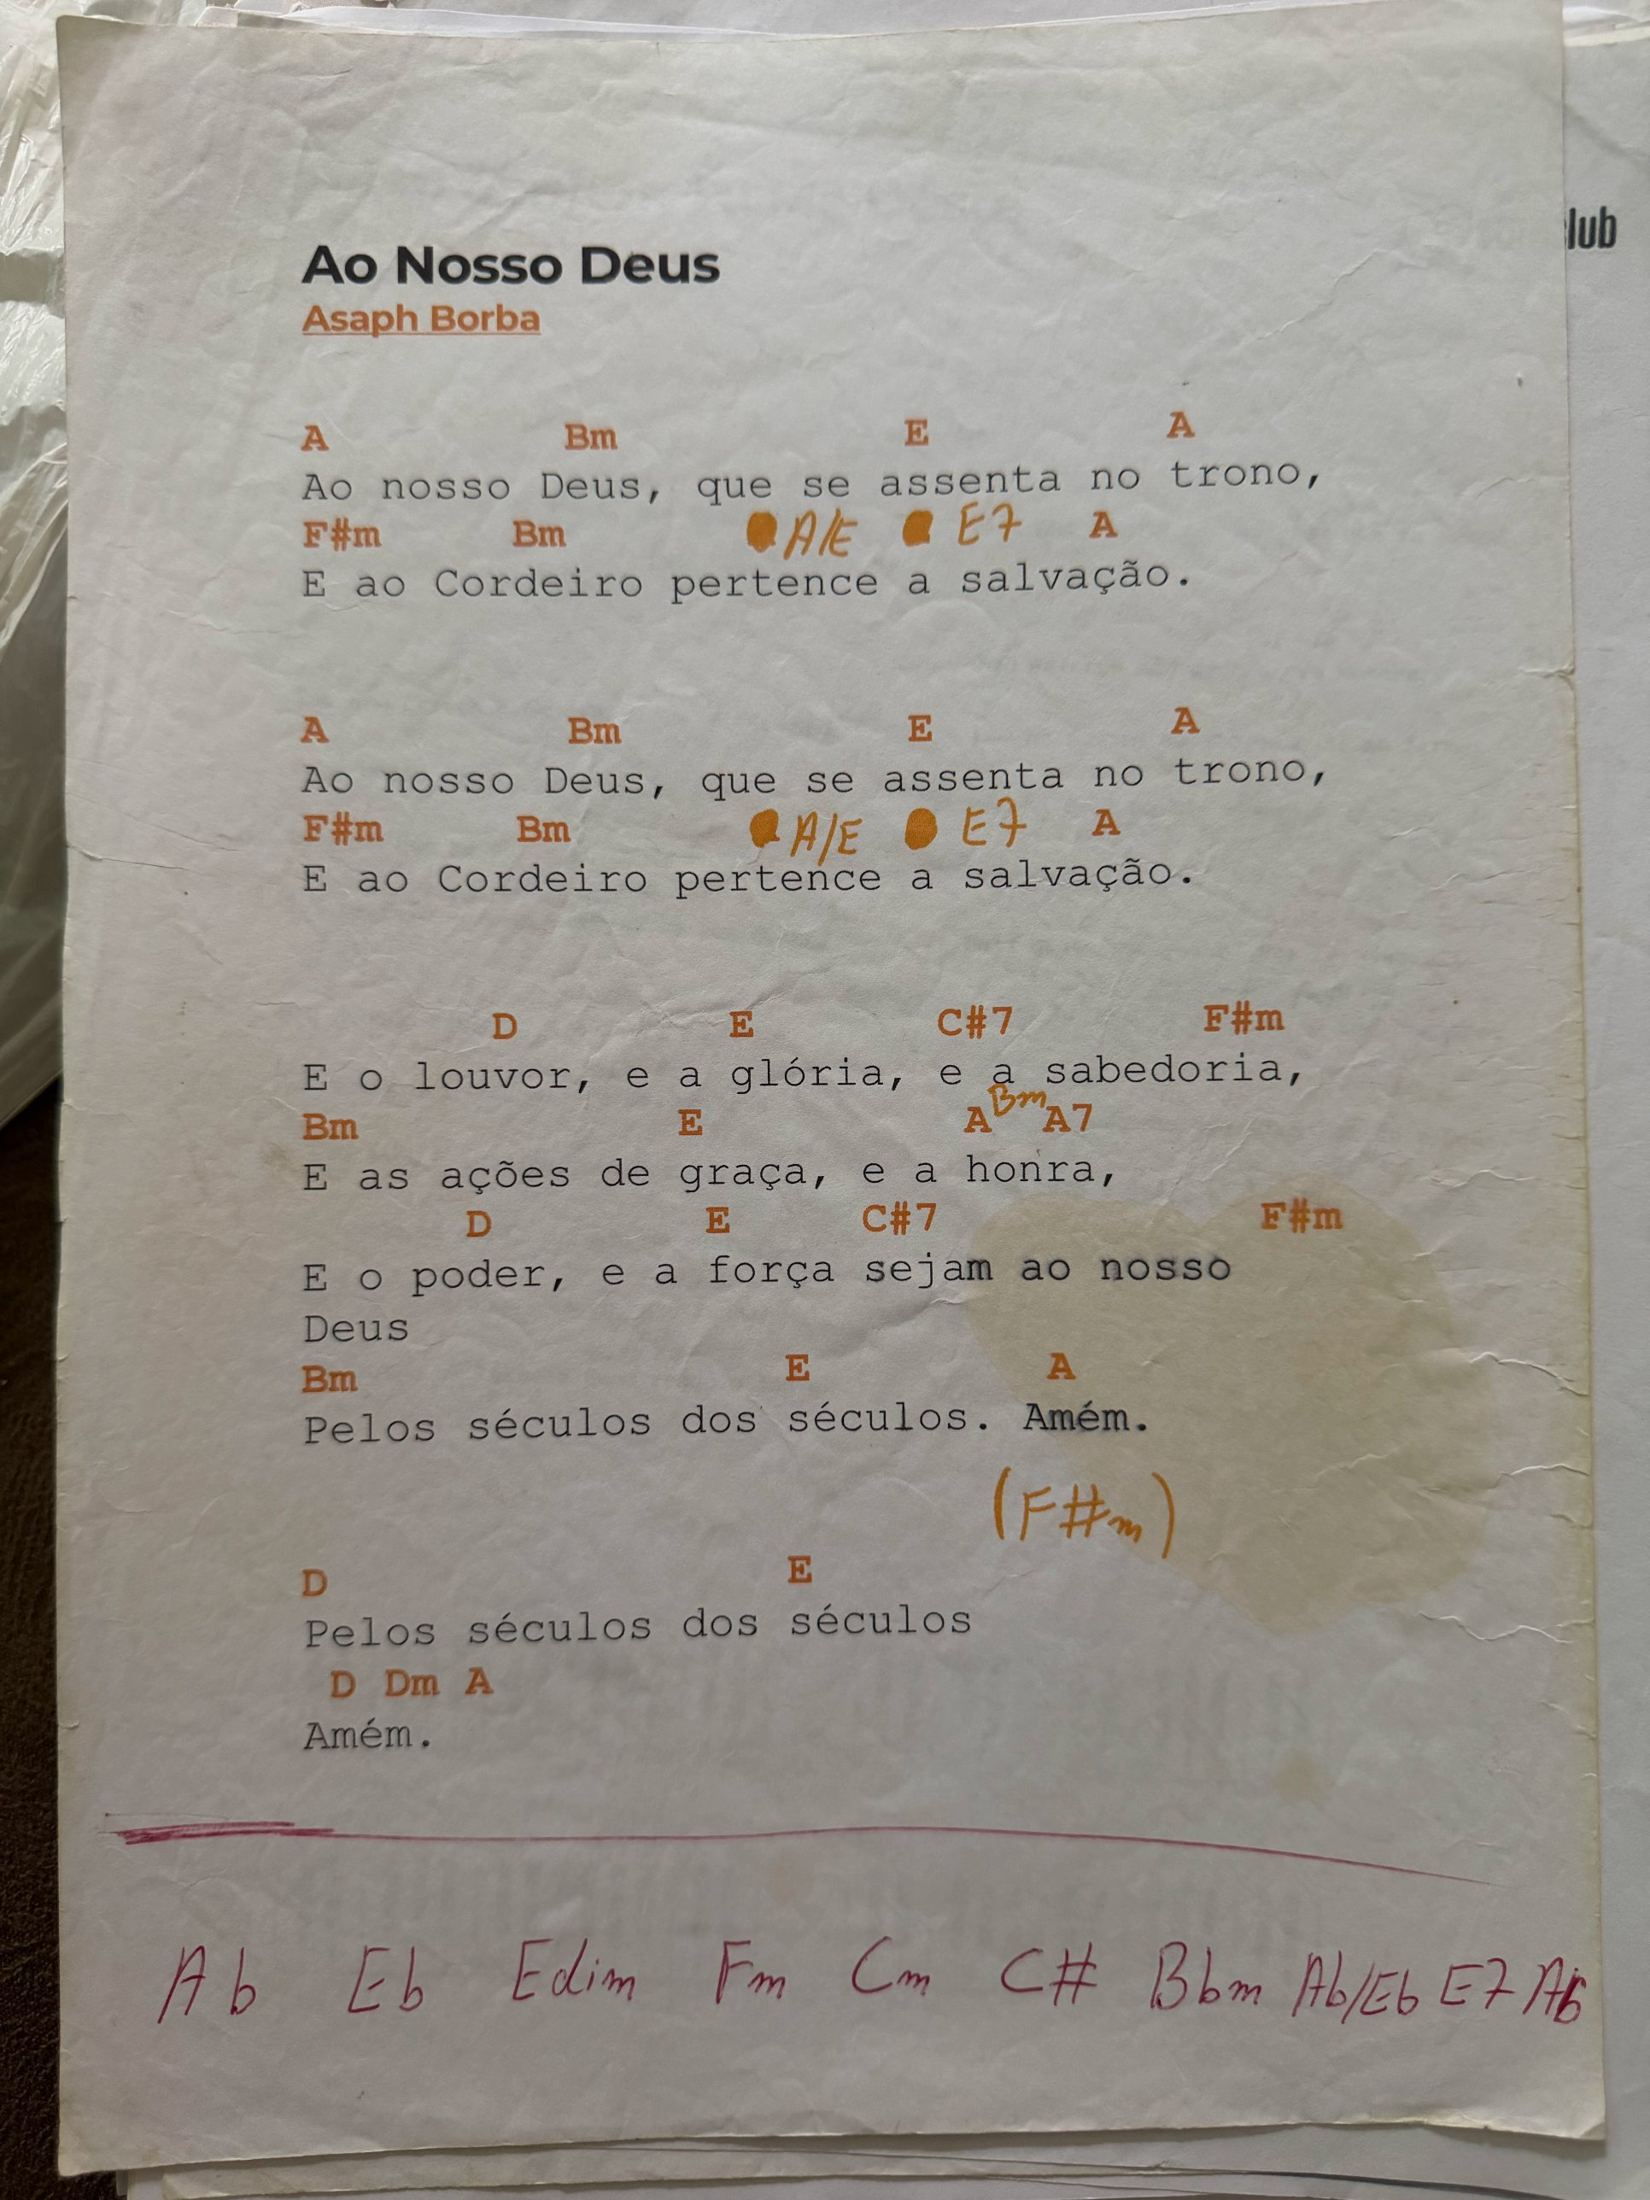 lub
Ao Nosso Deus
Asaph Borba
A Bm E A
Ao nosso Deus, que se assenta no trono,
F#m Bm A/E E7 A
E ao Cordeiro pertence a salvação.
A Bm E A
Ao nosso Deus, que se assenta no trono,
F#m Bm A/E E7 A
E ao Cordeiro pertence a salvação.
D E C#7 F#m
E o louvor, e a glória, e a sabedoria,
Bm E A Bm A7
E as ações de graça, e a honra,
D E C#7 F#m
E o poder, e a força sejam ao nosso
Deus
Bm E A
Pelos séculos dos séculos. Amém.
(F#m)
D E
Pelos séculos dos séculos
D Dm A
Amém.
Ab Eb Edim Fm Cm C# Bbm Ab/Eb E7 Ab